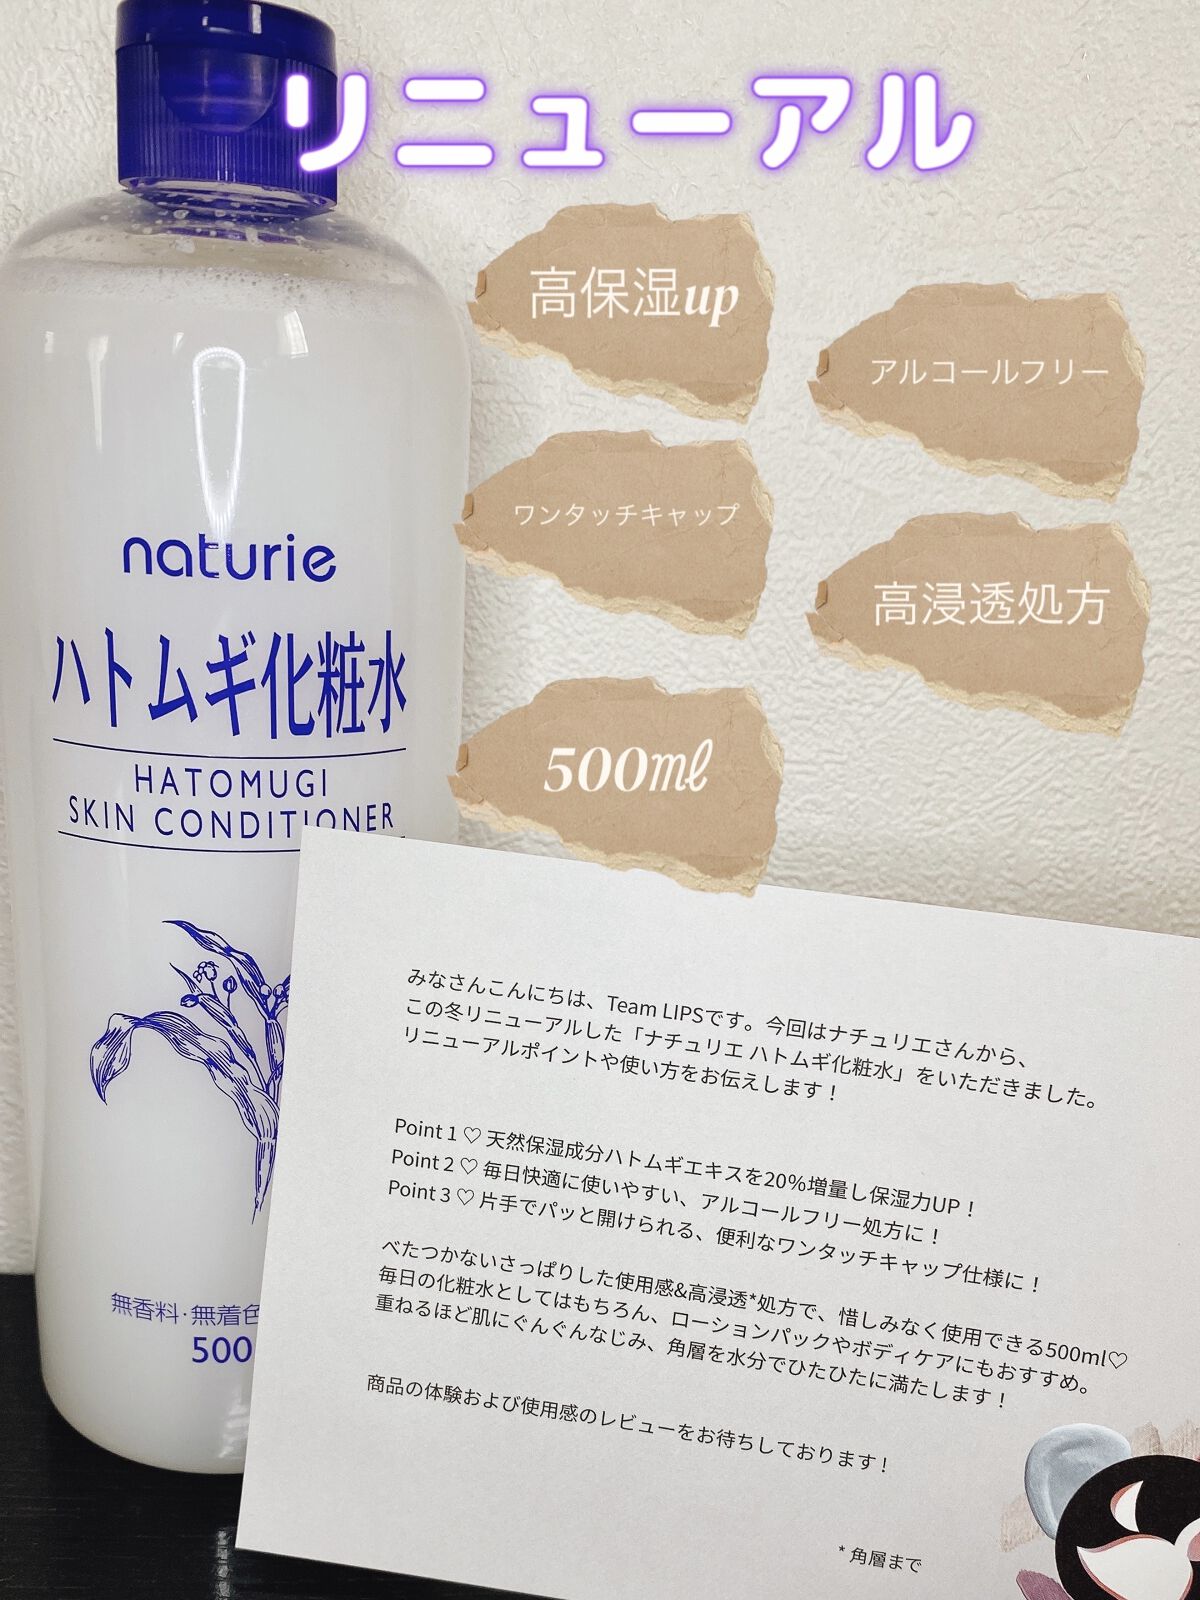 リニューアル
高保湿up
アルコールフリー
ワンタッチキャップ
高浸透処方
500㎖
naturie
ハトムギ化粧水
HATOMUGI
SKIN CONDITIONER
無香料・無着色
500
みなさんこんにちは、Team LIPSです。今回はナチュリエさんから、
この冬リニューアルした「ナチュリエ ハトムギ化粧水」をいただきました。
リニューアルポイントや使い方をお伝えします！
Point 1 ♡ 天然保湿成分ハトムギエキスを20%増量し保湿力UP！
Point 2 ♡ 毎日快適に使いやすい、アルコールフリー処方に！
Point 3 ♡ 片手でパッと開けられる、便利なワンタッチキャップ仕様に！
べたつかないさっぱりした使用感&高浸透*処方で、惜しみなく使用できる500ml♡
毎日の化粧水としてはもちろん、ローションパックやボディケアにもおすすめ。
重ねるほど肌にぐんぐんなじみ、角層を水分でひたひたに満たします！
商品の体験および使用感のレビューをお待ちしております！
* 角層まで